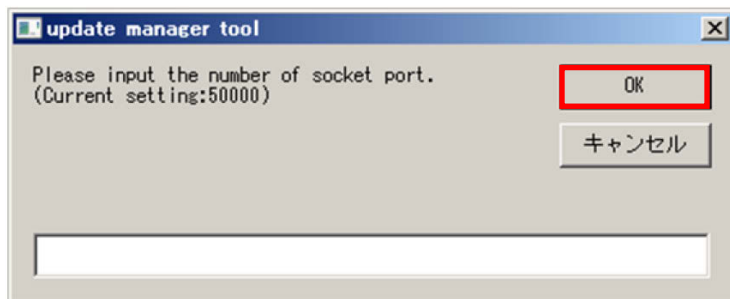 update manager tool
Please input the number of socket port.
(Current setting:50000)
OK
キャンセル